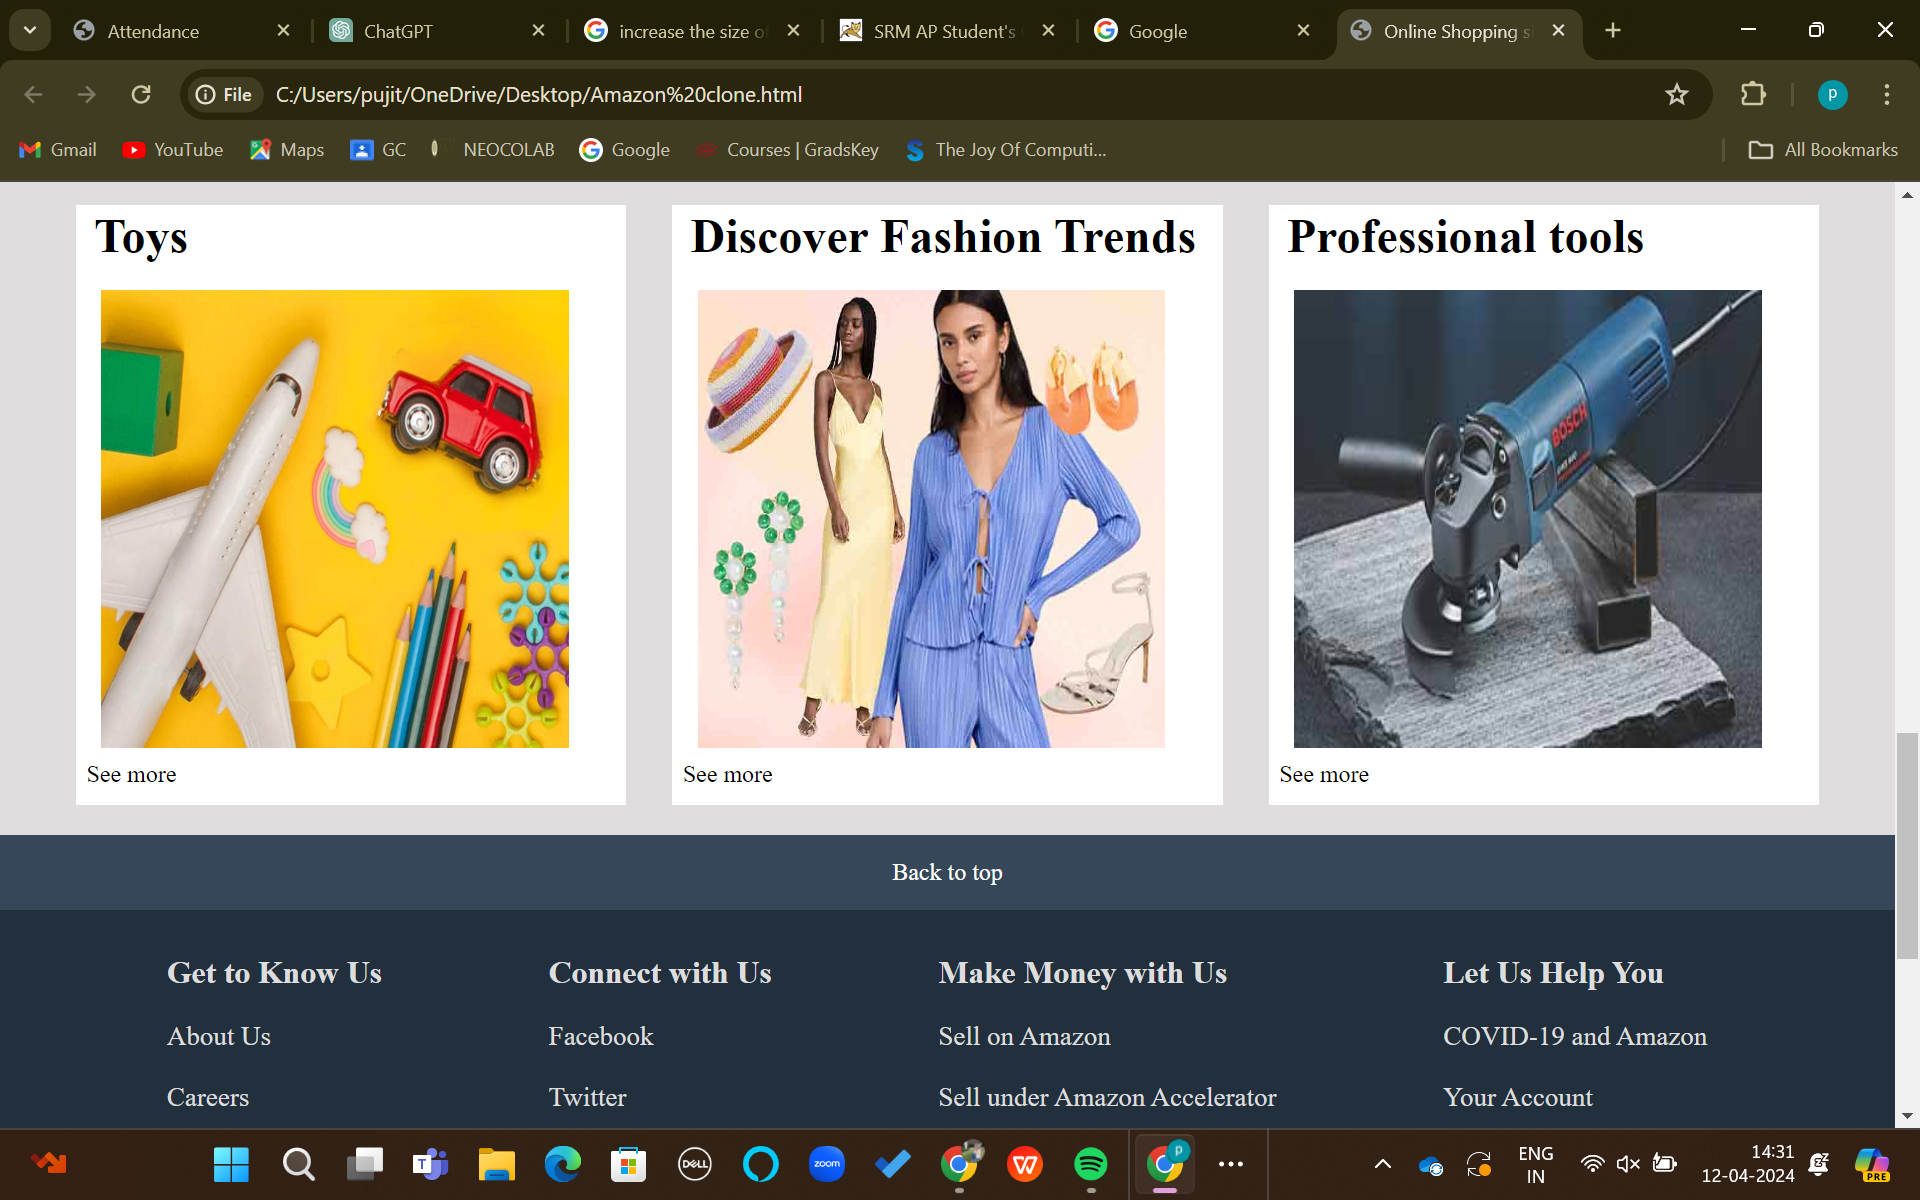 Attendance
ChatGPT
increase the size o
SRM AP Student's
Google
Online Shopping s
File
C:/Users/pujit/OneDrive/Desktop/Amazon%20clone.html
p
Gmail
YouTube
Maps
GC
NEOCOLAB
Google
Courses | GradsKey
The Joy Of Computi...
All Bookmarks
Toys
Discover Fashion Trends
Professional tools
BOSCH
See more
See more
See more
Back to top
Get to Know Us
Connect with Us
Make Money with Us
Let Us Help You
About Us
Facebook
Sell on Amazon
COVID-19 and Amazon
Careers
Twitter
Sell under Amazon Accelerator
Your Account
DELL
zoom
p
ENG
IN
14:31
12-04-2024
PRE